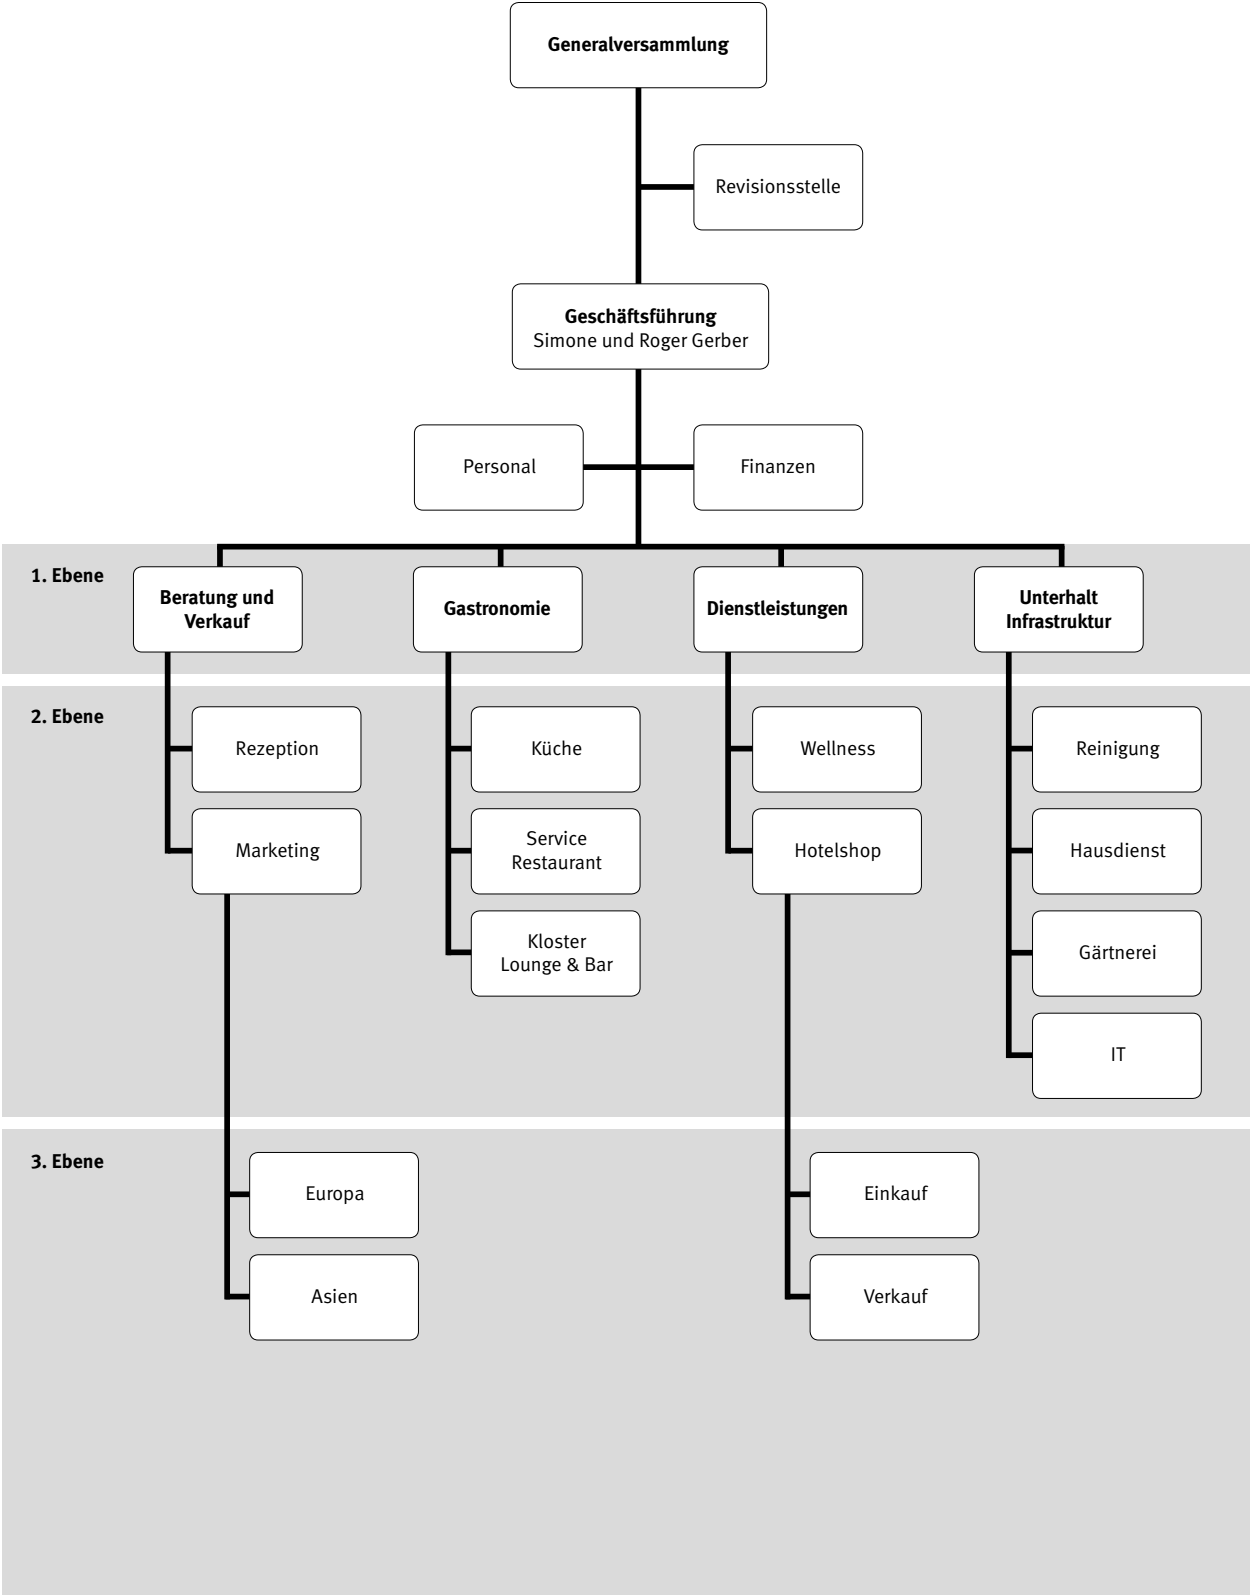 Generalversammlung
Revisionsstelle
Geschäftsführung
Simone und Roger Gerber
Personal
Finanzen
1. Ebene
Beratung und
Verkauf
Gastronomie
Dienstleistungen
Unterhalt
Infrastruktur
2. Ebene
Rezeption
Küche
Wellness
Reinigung
Marketing
Service
Restaurant
Hotelshop
Hausdienst
Kloster
Lounge & Bar
Gärtnerei
IT
3. Ebene
Europa
Einkauf
Asien
Verkauf